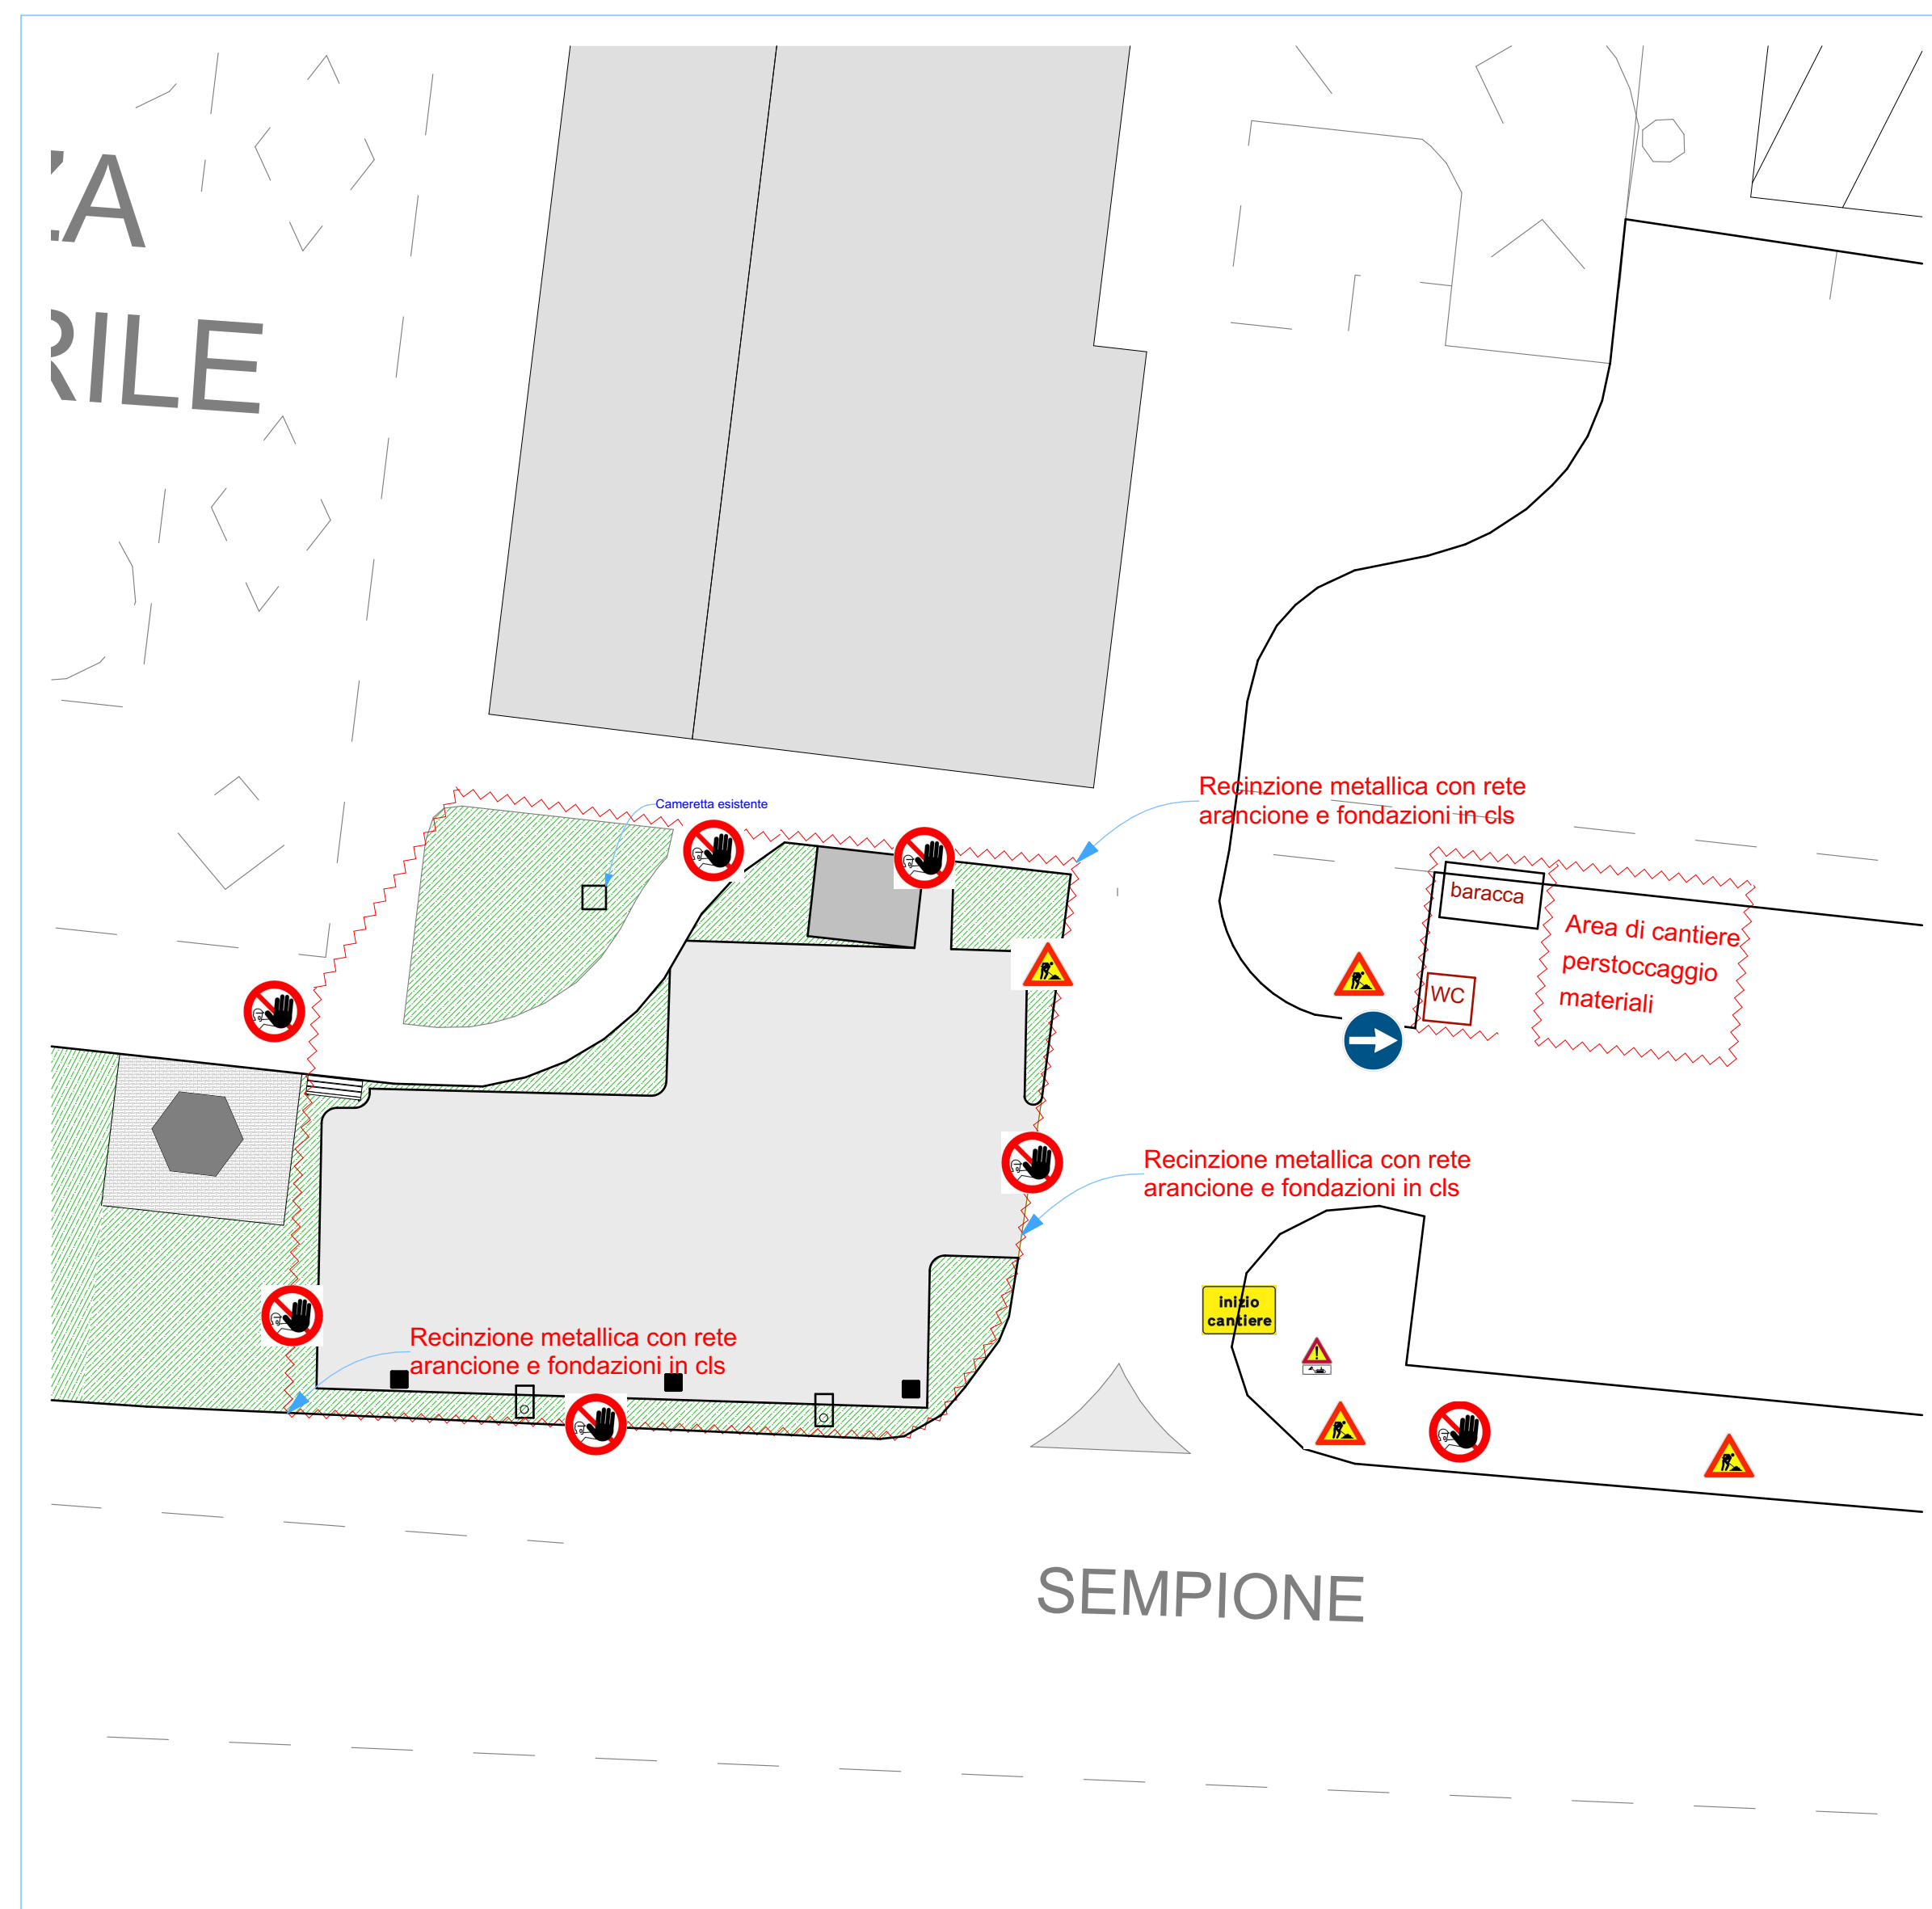 ZA
RILE
Cameretta esistente
Recinzione metallica con rete
arancione e fondazioni in cls
baracca
Area di cantiere
perstoccaggio
materiali
WC
Recinzione metallica con rete
arancione e fondazioni in cls
inizio
cantiere
Recinzione metallica con rete
arancione e fondazioni in cls
SEMPIONE